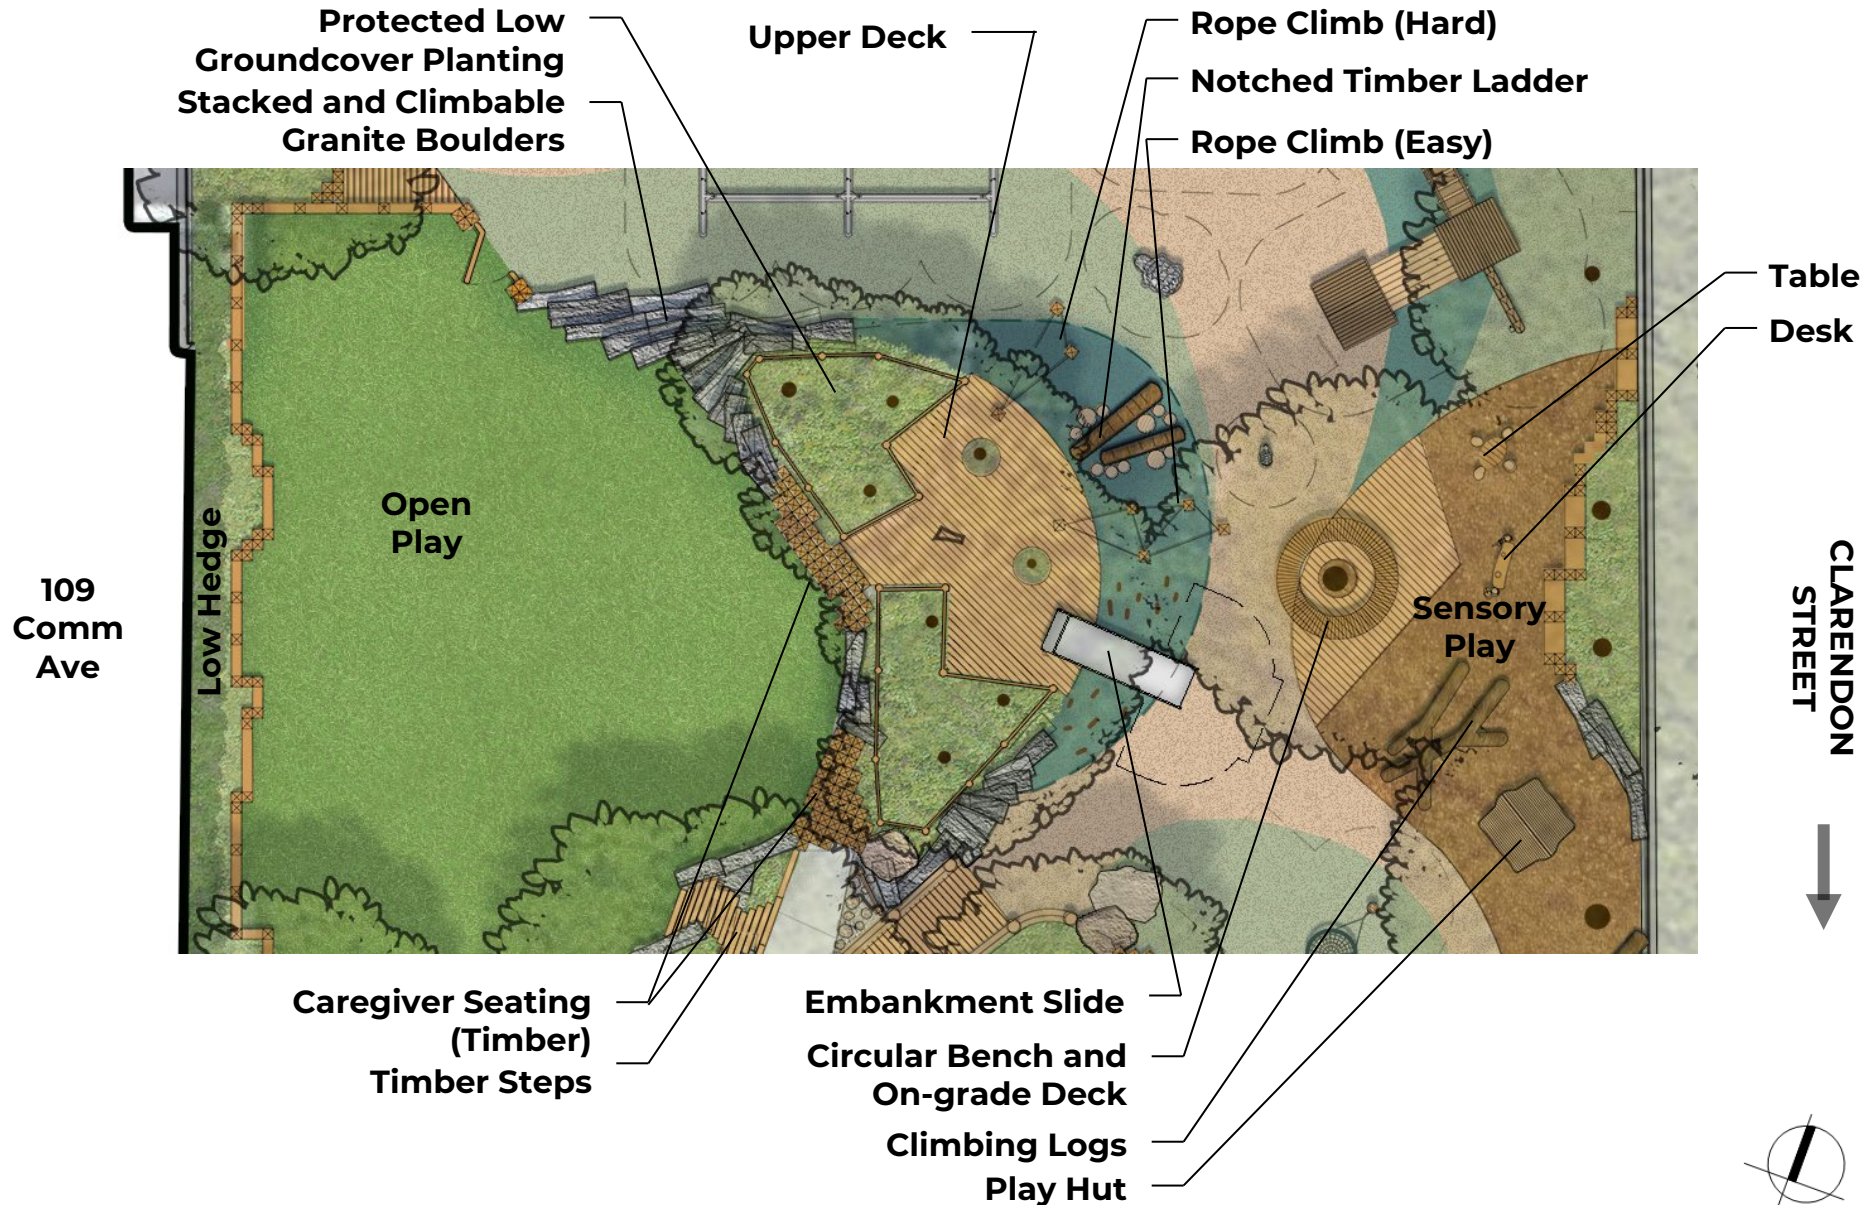 Protected Low
Groundcover Planting
Stacked and Climbable
Granite Boulders
Upper Deck
Rope Climb (Hard)
Notched Timber Ladder
Rope Climb (Easy)
Table
Desk
Open
Play
Low Hedge
109
Comm
Ave
Sensory
Play
CLARENDON
STREET
Caregiver Seating
(Timber)
Timber Steps
Embankment Slide
Circular Bench and
On-grade Deck
Climbing Logs
Play Hut